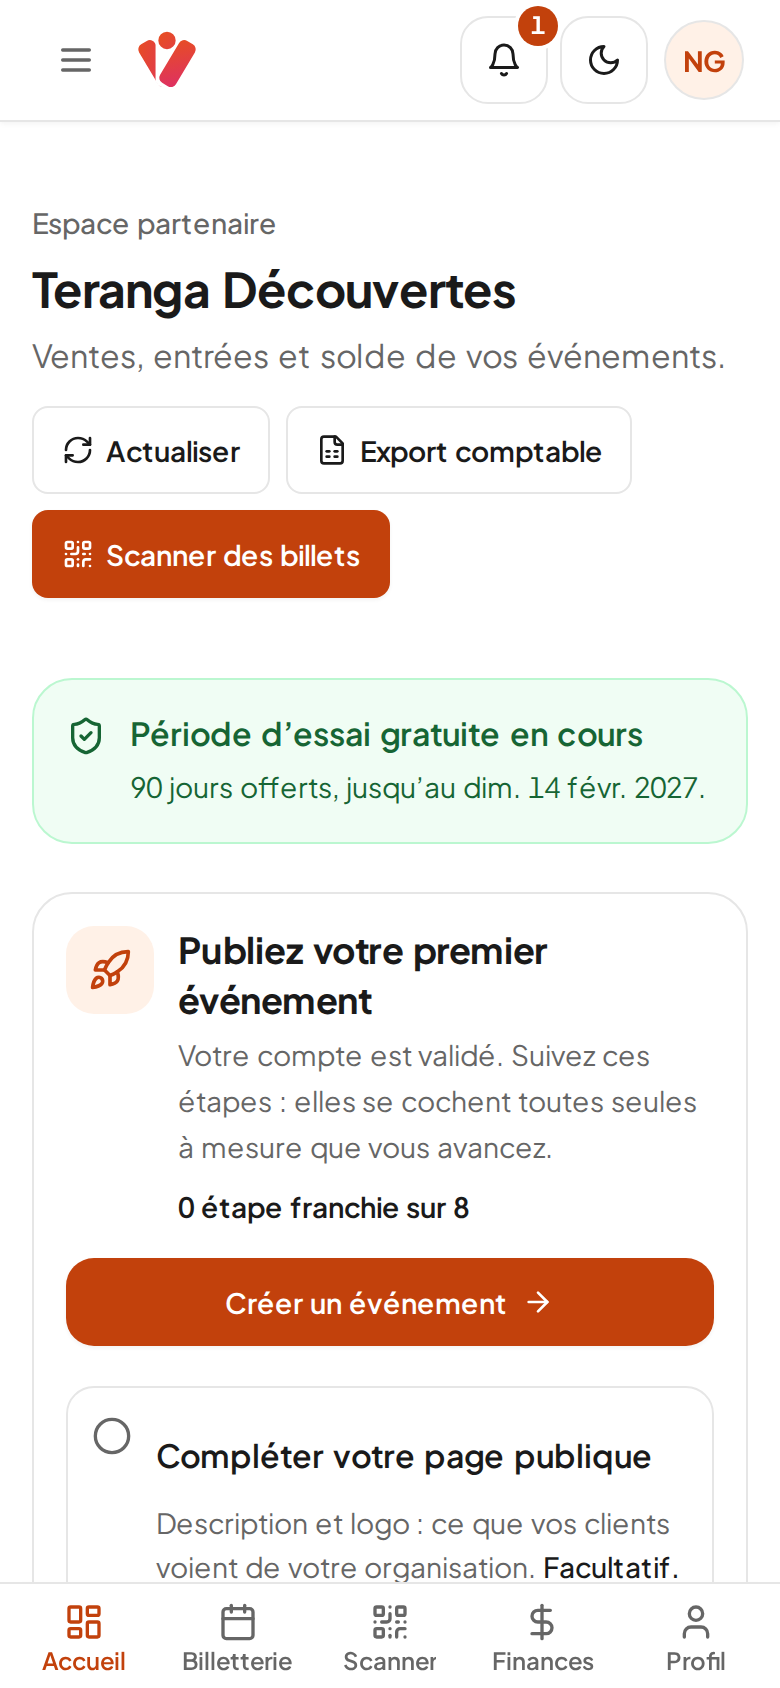 1
NG
Espace partenaire
Teranga Découvertes
Ventes, entrées et solde de vos événements.
Actualiser
Export comptable
Scanner des billets
Période d’essai gratuite en cours
90 jours offerts, jusqu’au dim. 14 févr. 2027.
Publiez votre premier
événement
Votre compte est validé. Suivez ces
étapes : elles se cochent toutes seules
à mesure que vous avancez.
0 étape franchie sur 8
Créer un événement
Compléter votre page publique
Description et logo : ce que vos clients
voient de votre organisation. Facultatif.
Accueil
Billetterie
Scanner
Finances
Profil